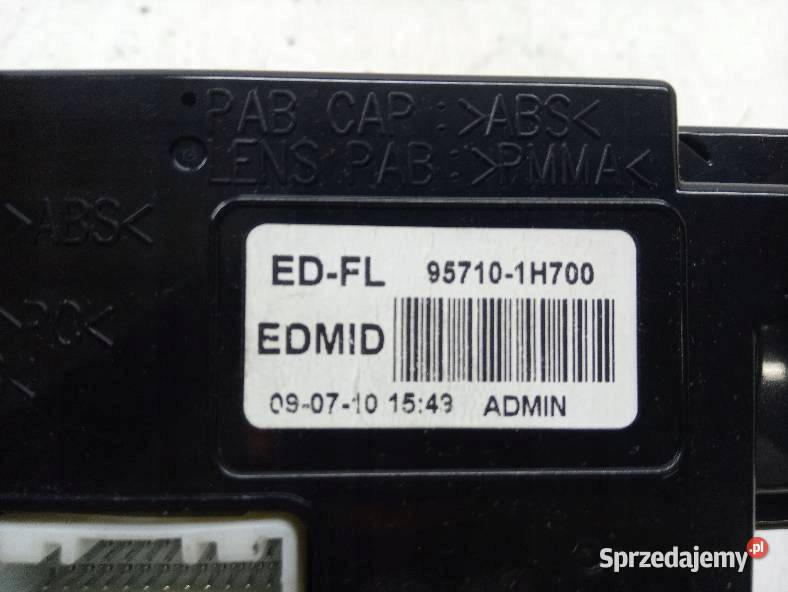 PAB CAP : >ABS<
LENS PAB : >PMMA<
>ABS<
ED-FL 95710-1H700
EDMID
09-07-10 15:43 ADMIN
>PC<
Sprzedajemy.pl